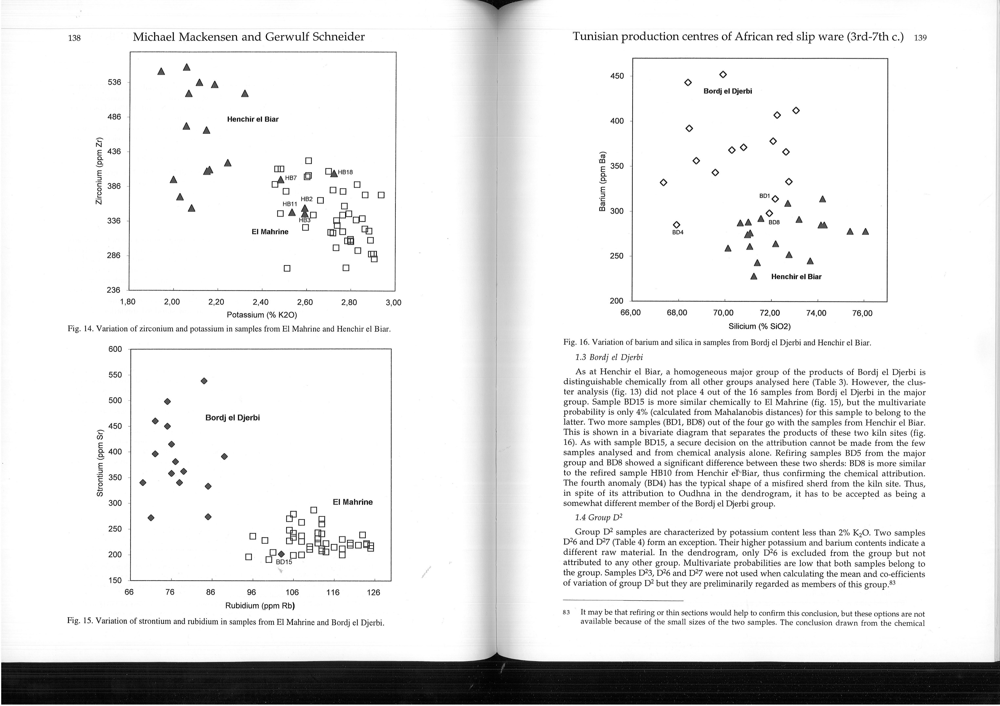 138
Michael Mackensen and Gerwulf Schneider
536
486
436
386
336
286
236
Zirconium (ppm Zr)
Henchir el Biar
HB7
HB18
HB2
HB11
HB3
El Mahrine
1,80 2,00 2,20 2,40 2,60 2,80 3,00
Potassium (% K2O)
Fig. 14. Variation of zirconium and potassium in samples from El Mahrine and Henchir el Biar.
600
550
500
450
400
350
300
250
200
150
Strontium (ppm Sr)
Bordj el Djerbi
El Mahrine
BD15
66 76 86 96 106 116 126
Rubidium (ppm Rb)
Fig. 15. Variation of strontium and rubidium in samples from El Mahrine and Bordj el Djerbi.
Tunisian production centres of African red slip ware (3rd-7th c.) 139
450
400
350
300
250
200
Barium (ppm Ba)
Bordj el Djerbi
BD1
BD8
BD4
Henchir el Biar
66,00 68,00 70,00 72,00 74,00 76,00
Silicium (% SiO2)
Fig. 16. Variation of barium and silica in samples from Bordj el Djerbi and Henchir el Biar.
1.3 Bordj el Djerbi
As at Henchir el Biar, a homogeneous major group of the products of Bordj el Djerbi is
distinguishable chemically from all other groups analysed here (Table 3). However, the clus-
ter analysis (fig. 13) did not place 4 out of the 16 samples from Bordj el Djerbi in the major
group. Sample BD15 is more similar chemically to El Mahrine (fig. 15), but the multivariate
probability is only 4% (calculated from Mahalanobis distances) for this sample to belong to the
latter. Two more samples (BD1, BD8) out of the four go with the samples from Henchir el Biar.
This is shown in a bivariate diagram that separates the products of these two kiln sites (fig.
16). As with sample BD15, a secure decision on the attribution cannot be made from the few
samples analysed and from chemical analysis alone. Refiring samples BD5 from the major
group and BD8 showed a significant difference between these two sherds: BD8 is more similar
to the refired sample HB10 from Henchir el Biar, thus confirming the chemical attribution.
The fourth anomaly (BD4) has the typical shape of a misfired sherd from the kiln site. Thus,
in spite of its attribution to Oudhna in the dendrogram, it has to be accepted as being a
somewhat different member of the Bordj el Djerbi group.
1.4 Group D²
Group D² samples are characterized by potassium content less than 2% K₂O. Two samples
D²6 and D²7 (Table 4) form an exception. Their higher potassium and barium contents indicate a
different raw material. In the dendrogram, only D²6 is excluded from the group but not
attributed to any other group. Multivariate probabilities are low that both samples belong to
the group. Samples D²3, D²6 and D²7 were not used when calculating the mean and co-efficients
of variation of group D² but they are preliminarily regarded as members of this group.⁸³
83 It may be that refiring or thin sections would help to confirm this conclusion, but these options are not
available because of the small sizes of the two samples. The conclusion drawn from the chemical